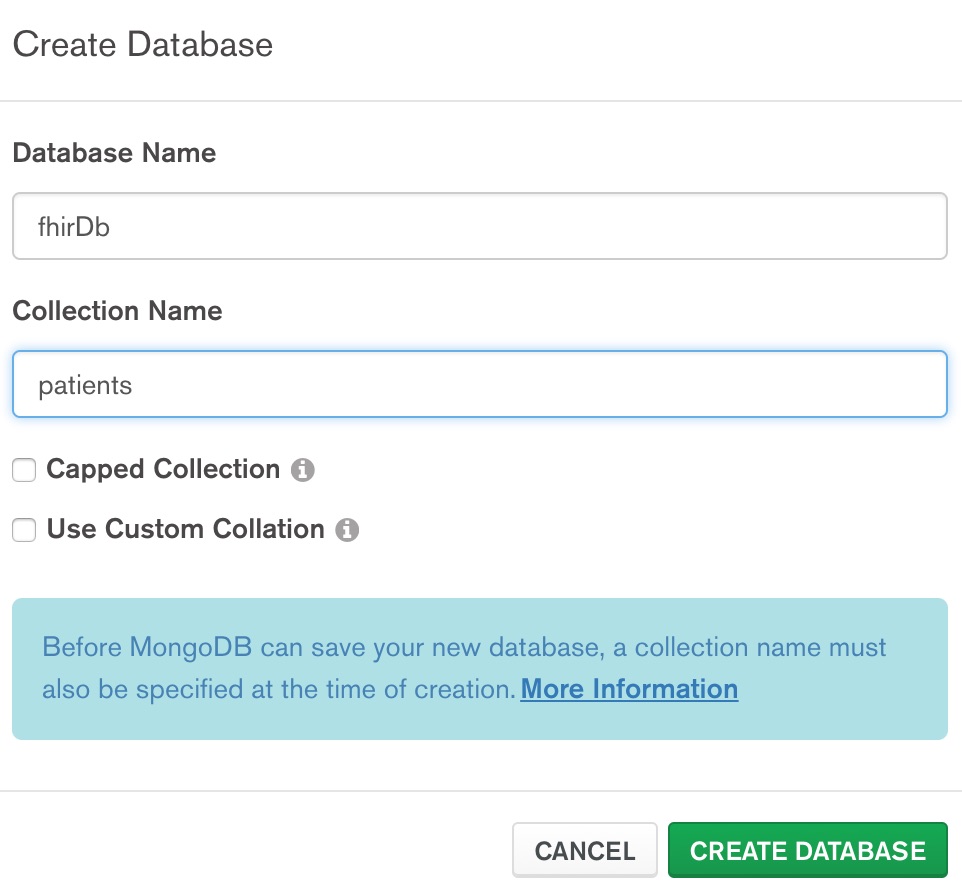 Create Database
Database Name
fhirDb
Collection Name
patients
Capped Collection
Use Custom Collation
Before MongoDB can save your new database, a collection name must
also be specified at the time of creation. More Information
CANCEL
CREATE DATABASE